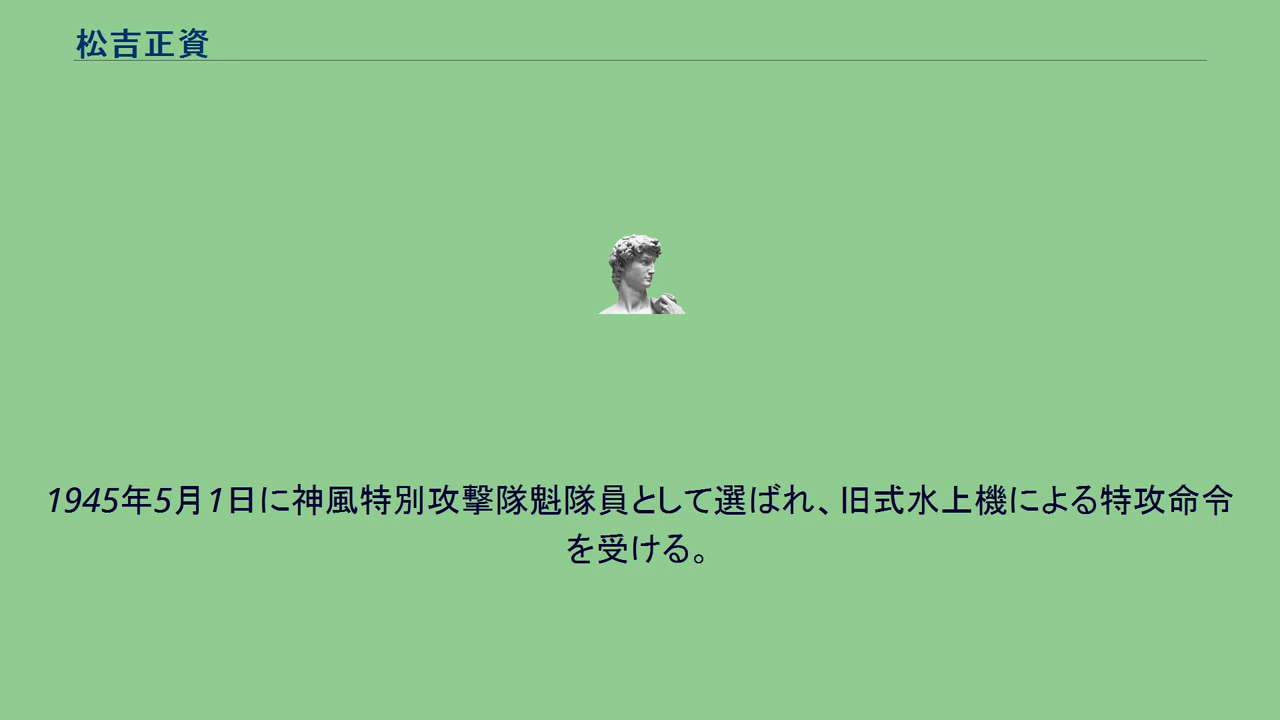 松吉正資
1945年5月1日に神風特別攻撃隊魁隊員として選ばれ、旧式水上機による特攻命令
を受ける。